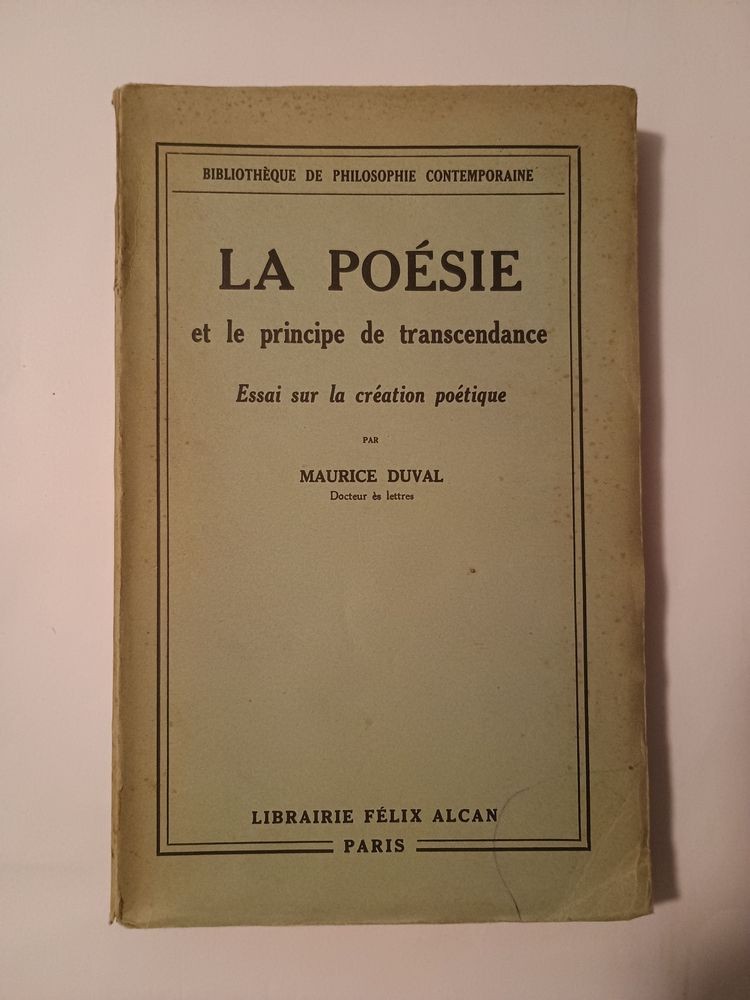 BIBLIOTHÈQUE DE PHILOSOPHIE CONTEMPORAINE
LA POÉSIE
et le principe de transcendance
Essai sur la création poétique
PAR
MAURICE DUVAL
Docteur ès lettres
LIBRAIRIE FÉLIX ALCAN
PARIS